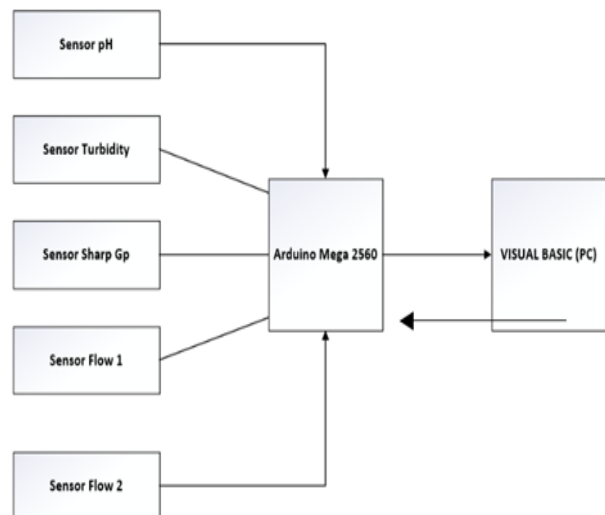 Sensor pH
Sensor Turbidity
Sensor Sharp Gp
Sensor Flow 1
Sensor Flow 2
Arduino Mega 2560
VISUAL BASIC (PC)